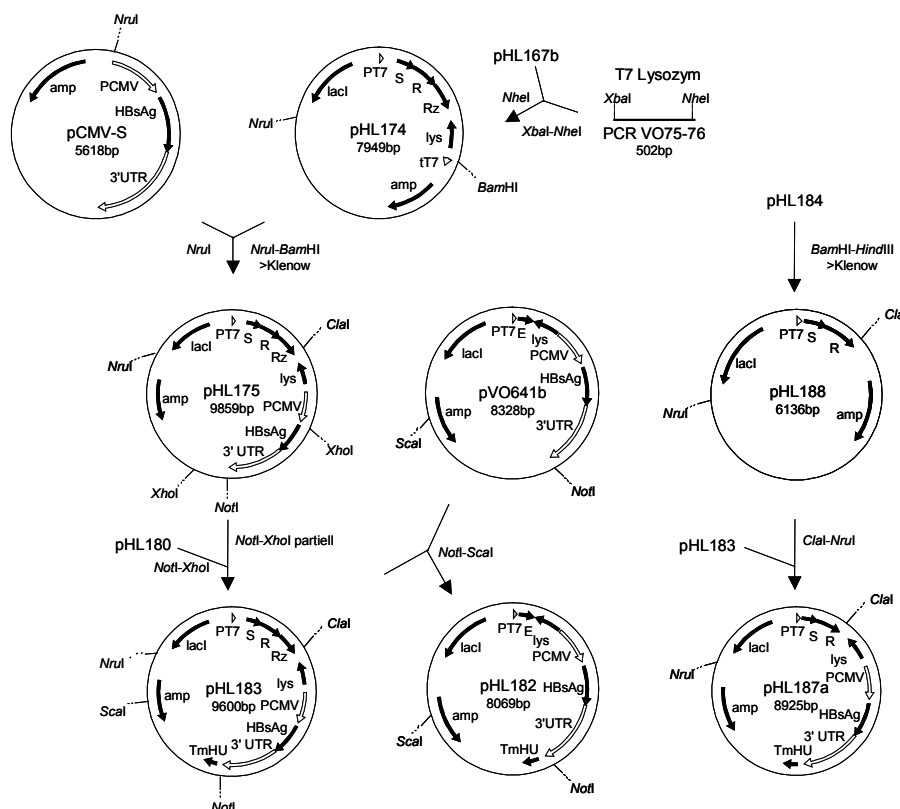 NruI
amp
PCMV
HBsAg
pCMV-S
5618bp
3'UTR
PT7
S
R
Rz
lacI
NruI
pHL174
7949bp
lys
tT7
amp
BamHI
pHL167b
NheI
XbaI-NheI
T7 Lysozym
XbaI
NheI
PCR VO75-76
502bp
NruI
NruI-BamHI
>Klenow
pHL184
BamHI-HindIII
>Klenow
PT7
S
R
Rz
ClaI
lacI
NruI
pHL175
9859bp
lys
PCMV
amp
HBsAg
3' UTR
XhoI
XhoI
NotI
PT7
E
lys
PCMV
lacI
pVO641b
8328bp
HBsAg
amp
3'UTR
ScaI
NotI
PT7
S
R
Cla
lacI
pHL188
6136bp
NruI
amp
pHL180
NotI-XhoI
NotI-XhoI partiell
NotI-ScaI
pHL183
ClaI-NruI
PT7
S
R
Rz
ClaI
lacI
NruI
pHL183
9600bp
lys
PCMV
amp
ScaI
HBsAg
3' UTR
TmHU
NotI
PT7
E
lys
PCMV
lacI
pHL182
8069bp
HBsAg
amp
3'UTR
ScaI
TmHU
NotI
PT7
S
R
ClaI
lacI
lys
PCMV
NruI
pHL187a
8925bp
amp
HBsAg
3' UTR
TmHU